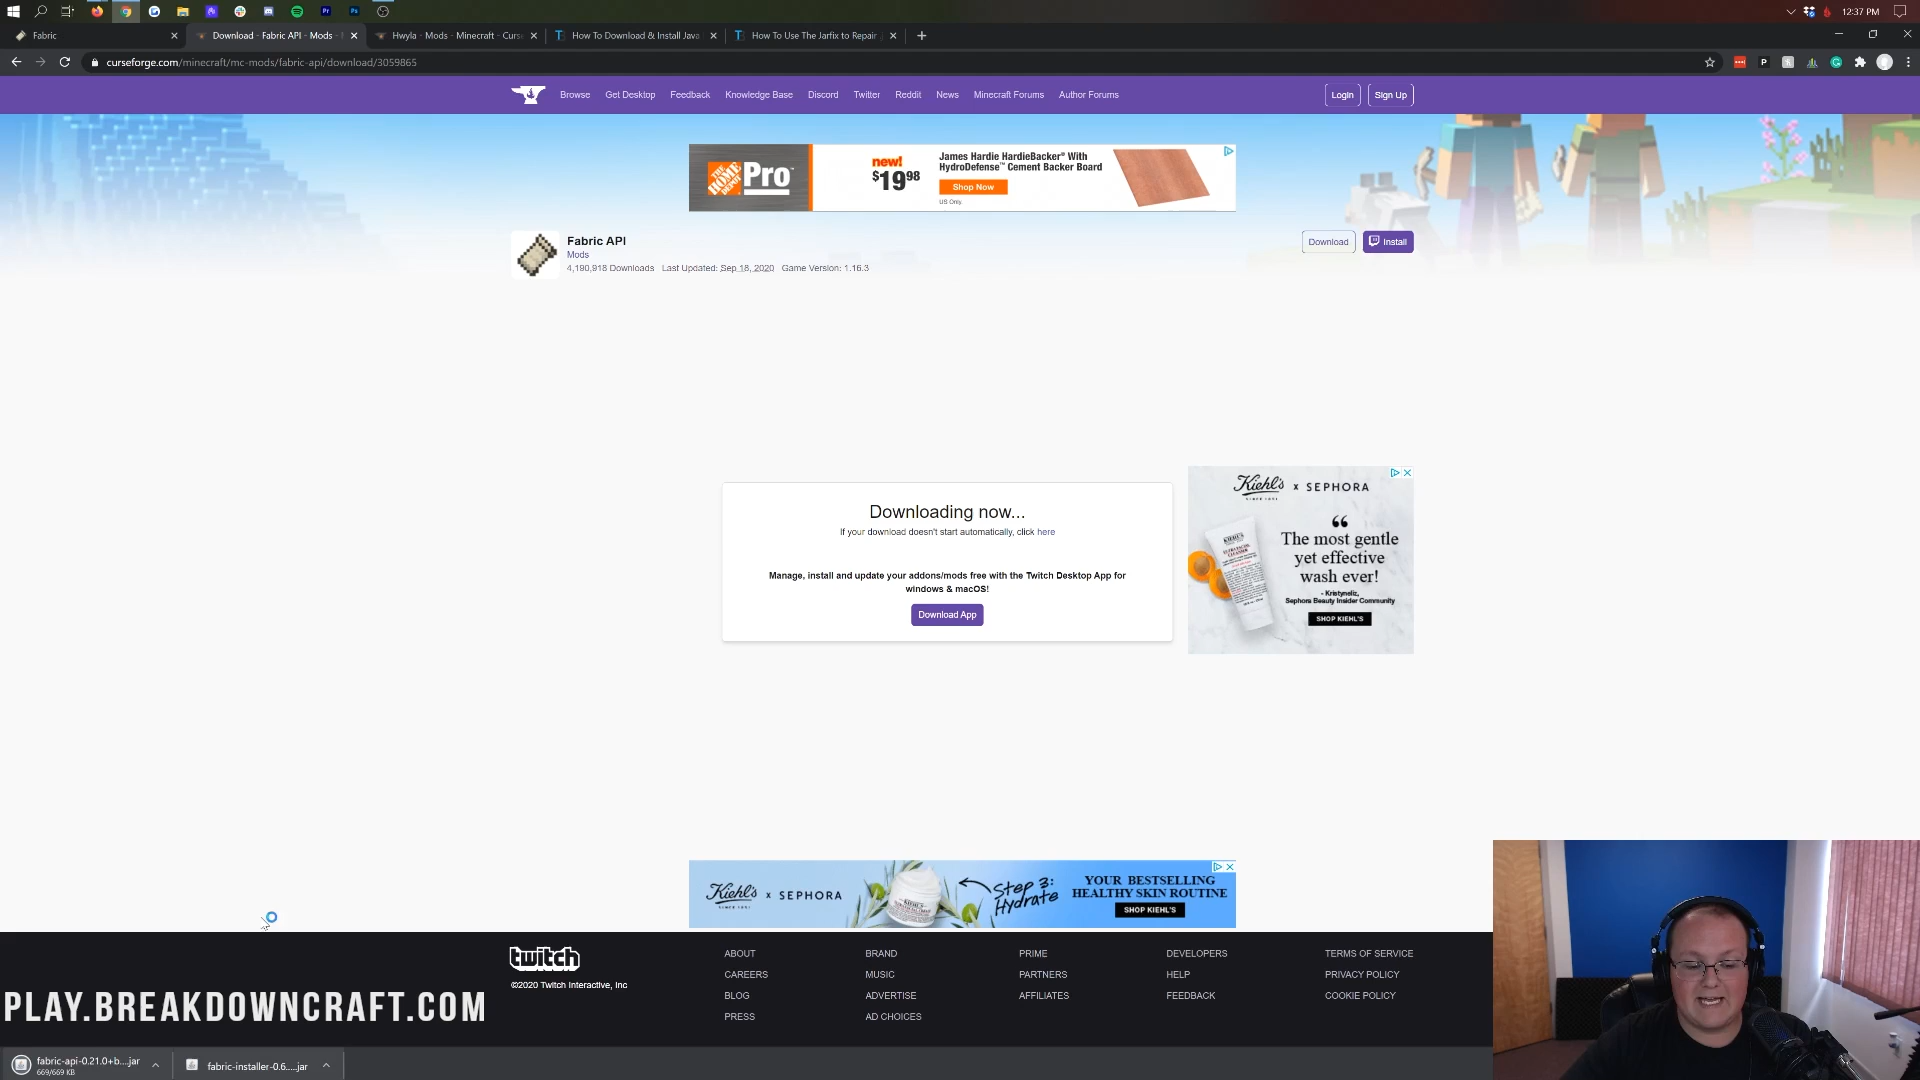 12:37 PM
Fabric
Download - Fabric API - Mods -
Hwyla - Mods - Minecraft - Curs
How To Download & Install Java
How To Use The Jarfix to Repair
curseforge.com/minecraft/mc-mods/fabric-api/download/3059865
Browse
Get Desktop
Feedback
Knowledge Base
Discord
Twitter
Reddit
News
Minecraft Forums
Author Forums
Login
Sign Up
THE HOME DEPOT
Pro
new!
$19.98
James Hardie HardieBacker® With
HydroDefense™ Cement Backer Board
Shop Now
US Only
Fabric API
Mods
4,190,918 Downloads Last Updated: Sep 18, 2020 Game Version: 1.16.3
Download
Install
Downloading now...
If your download doesn't start automatically, click here
Manage, install and update your addons/mods free with the Twitch Desktop App for
windows & macOS!
Download App
Kiehl's x SEPHORA
SINCE 1851
“
The most gentle
yet effective
wash ever!
- Kristyneliz,
Sephora Beauty Insider Community
SHOP KIEHL'S
Kiehl's x SEPHORA
SINCE 1851
Step 3:
Hydrate
YOUR BESTSELLING
HEALTHY SKIN ROUTINE
SHOP KIEHL'S
twitch
©2020 Twitch Interactive, Inc
ABOUT
CAREERS
BLOG
PRESS
BRAND
MUSIC
ADVERTISE
AD CHOICES
PRIME
PARTNERS
AFFILIATES
DEVELOPERS
HELP
FEEDBACK
TERMS OF SERVICE
PRIVACY POLICY
COOKIE POLICY
PLAY.BREAKDOWNCRAFT.COM
fabric-api-0.21.0+b....jar
669/669 KB
fabric-installer-0.6.....jar